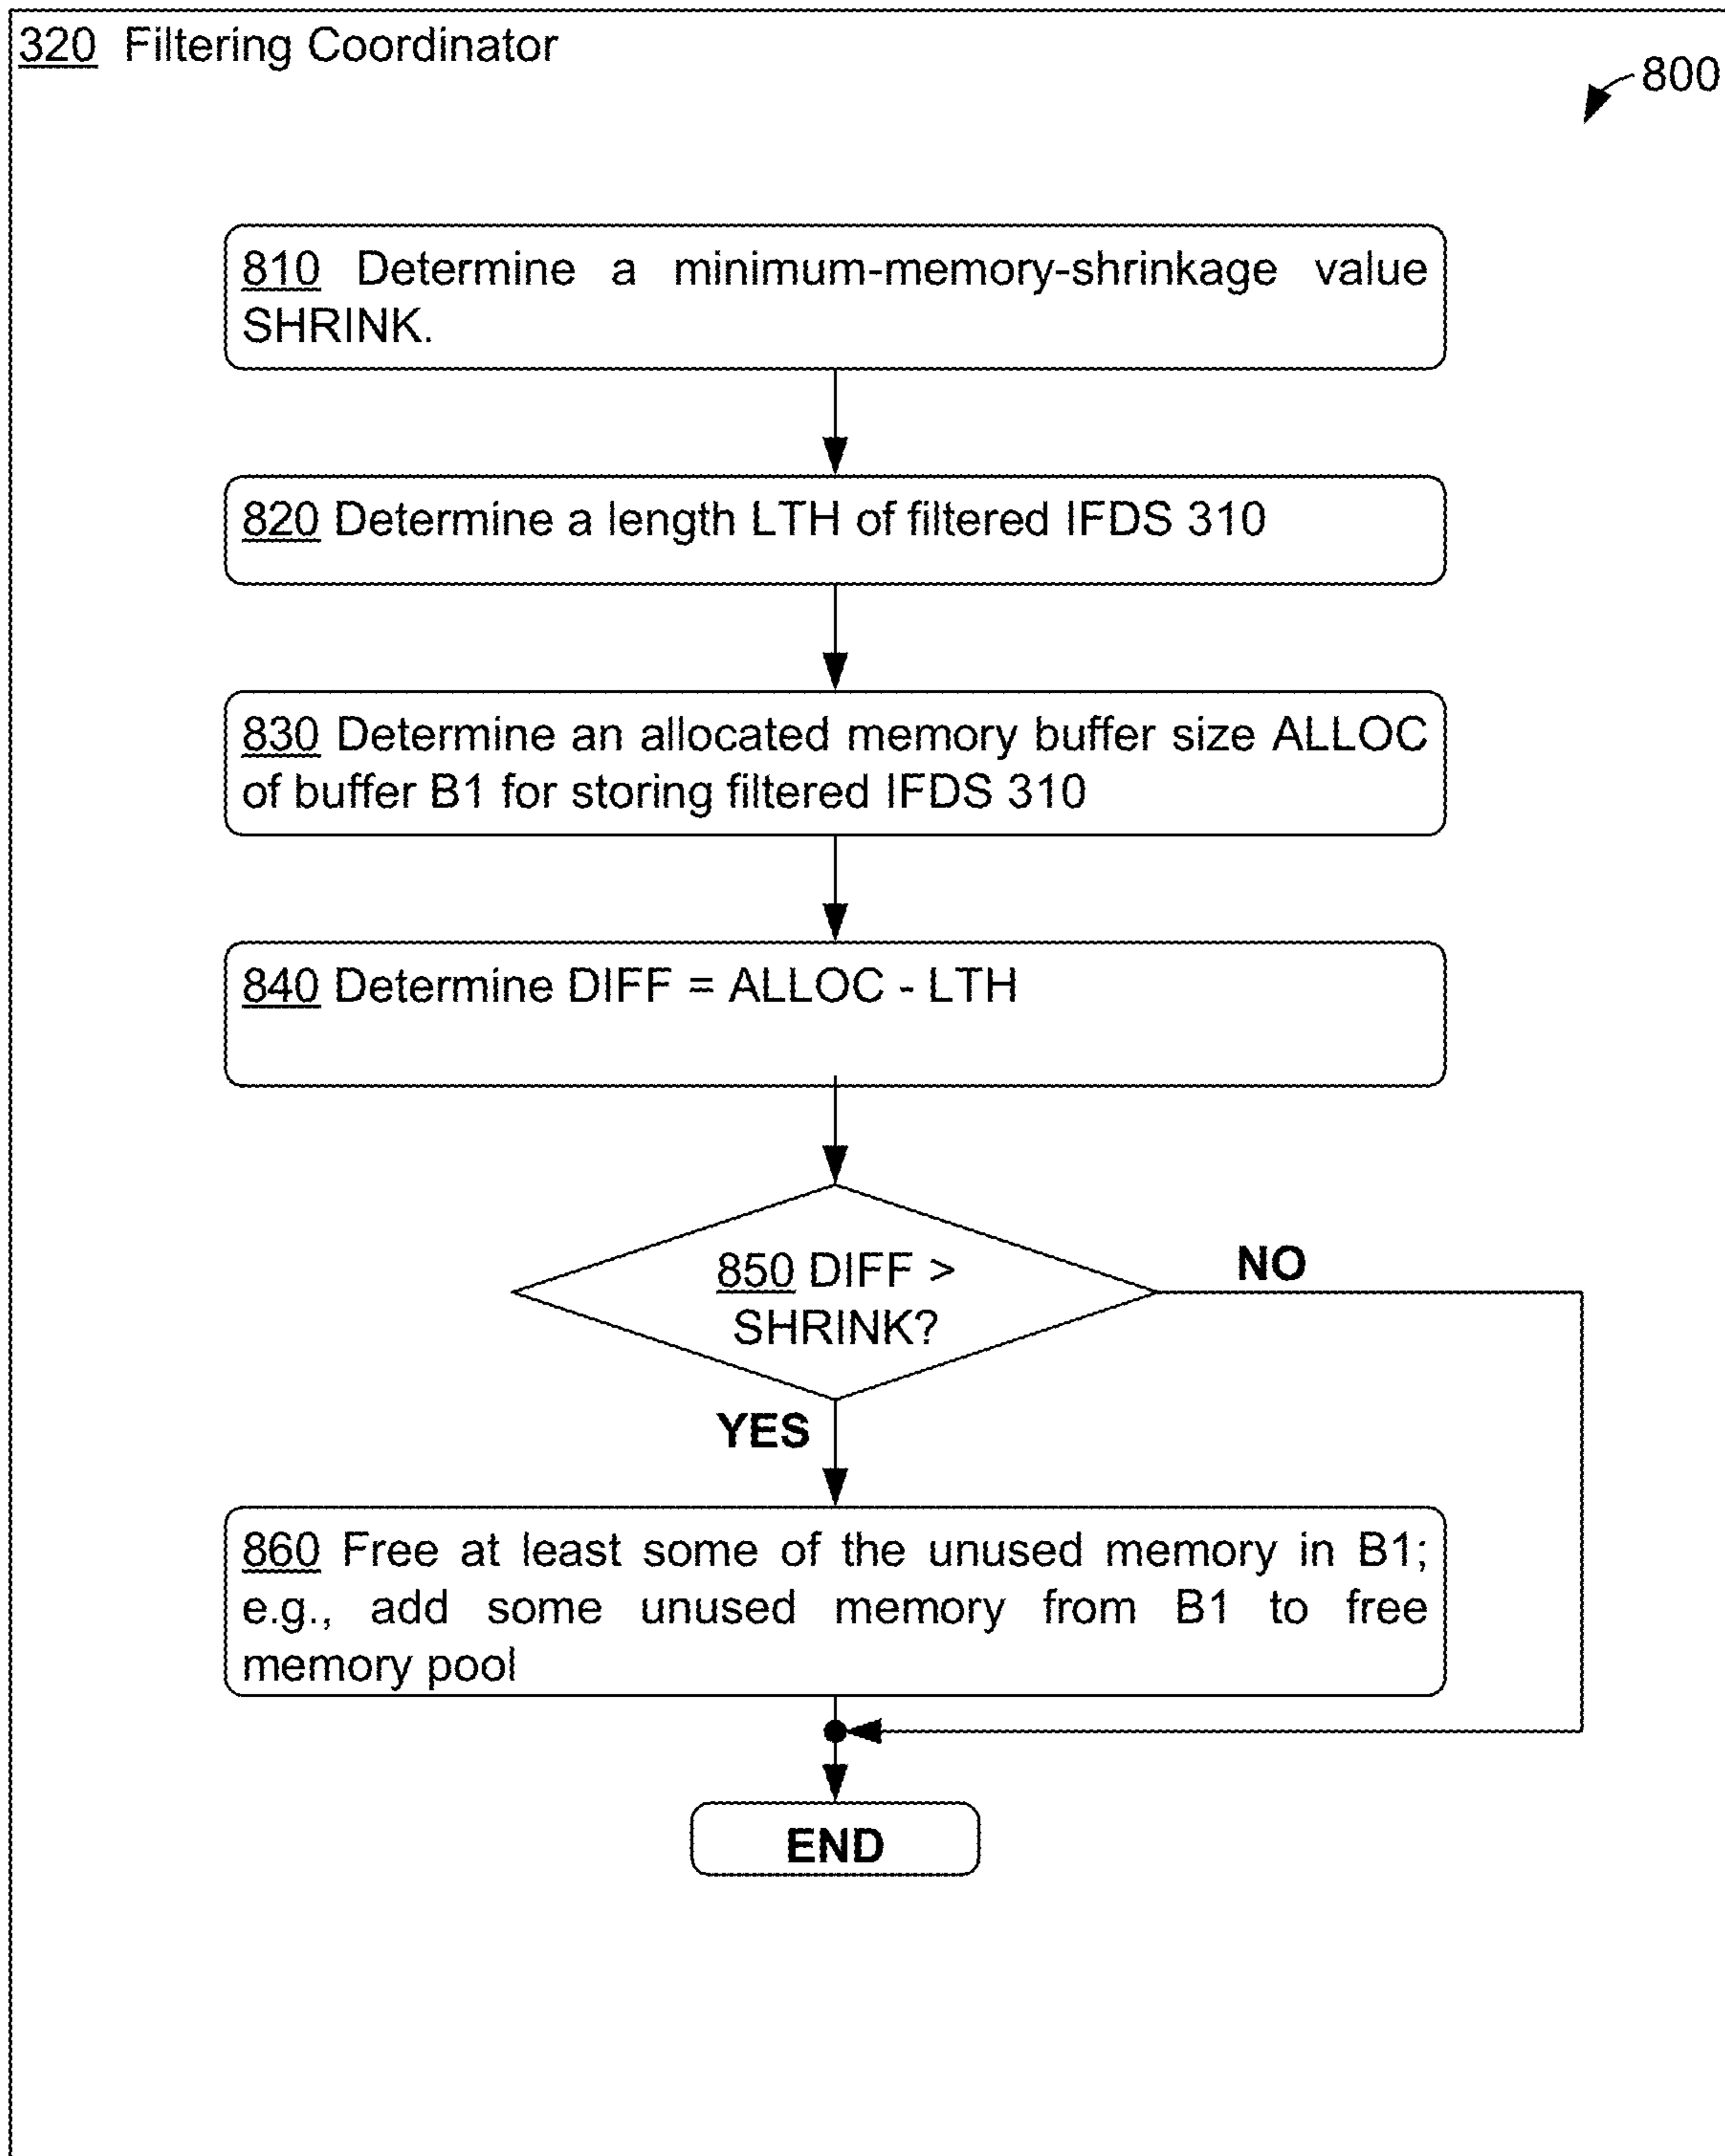 320 Filtering Coordinator
800
810 Determine a minimum-memory-shrinkage value
SHRINK.
820 Determine a length LTH of filtered IFDS 310
830 Determine an allocated memory buffer size ALLOC
of buffer B1 for storing filtered IFDS 310
840 Determine DIFF = ALLOC - LTH
850 DIFF >
SHRINK?
NO
YES
860 Free at least some of the unused memory in B1;
e.g., add some unused memory from B1 to free
memory pool
END